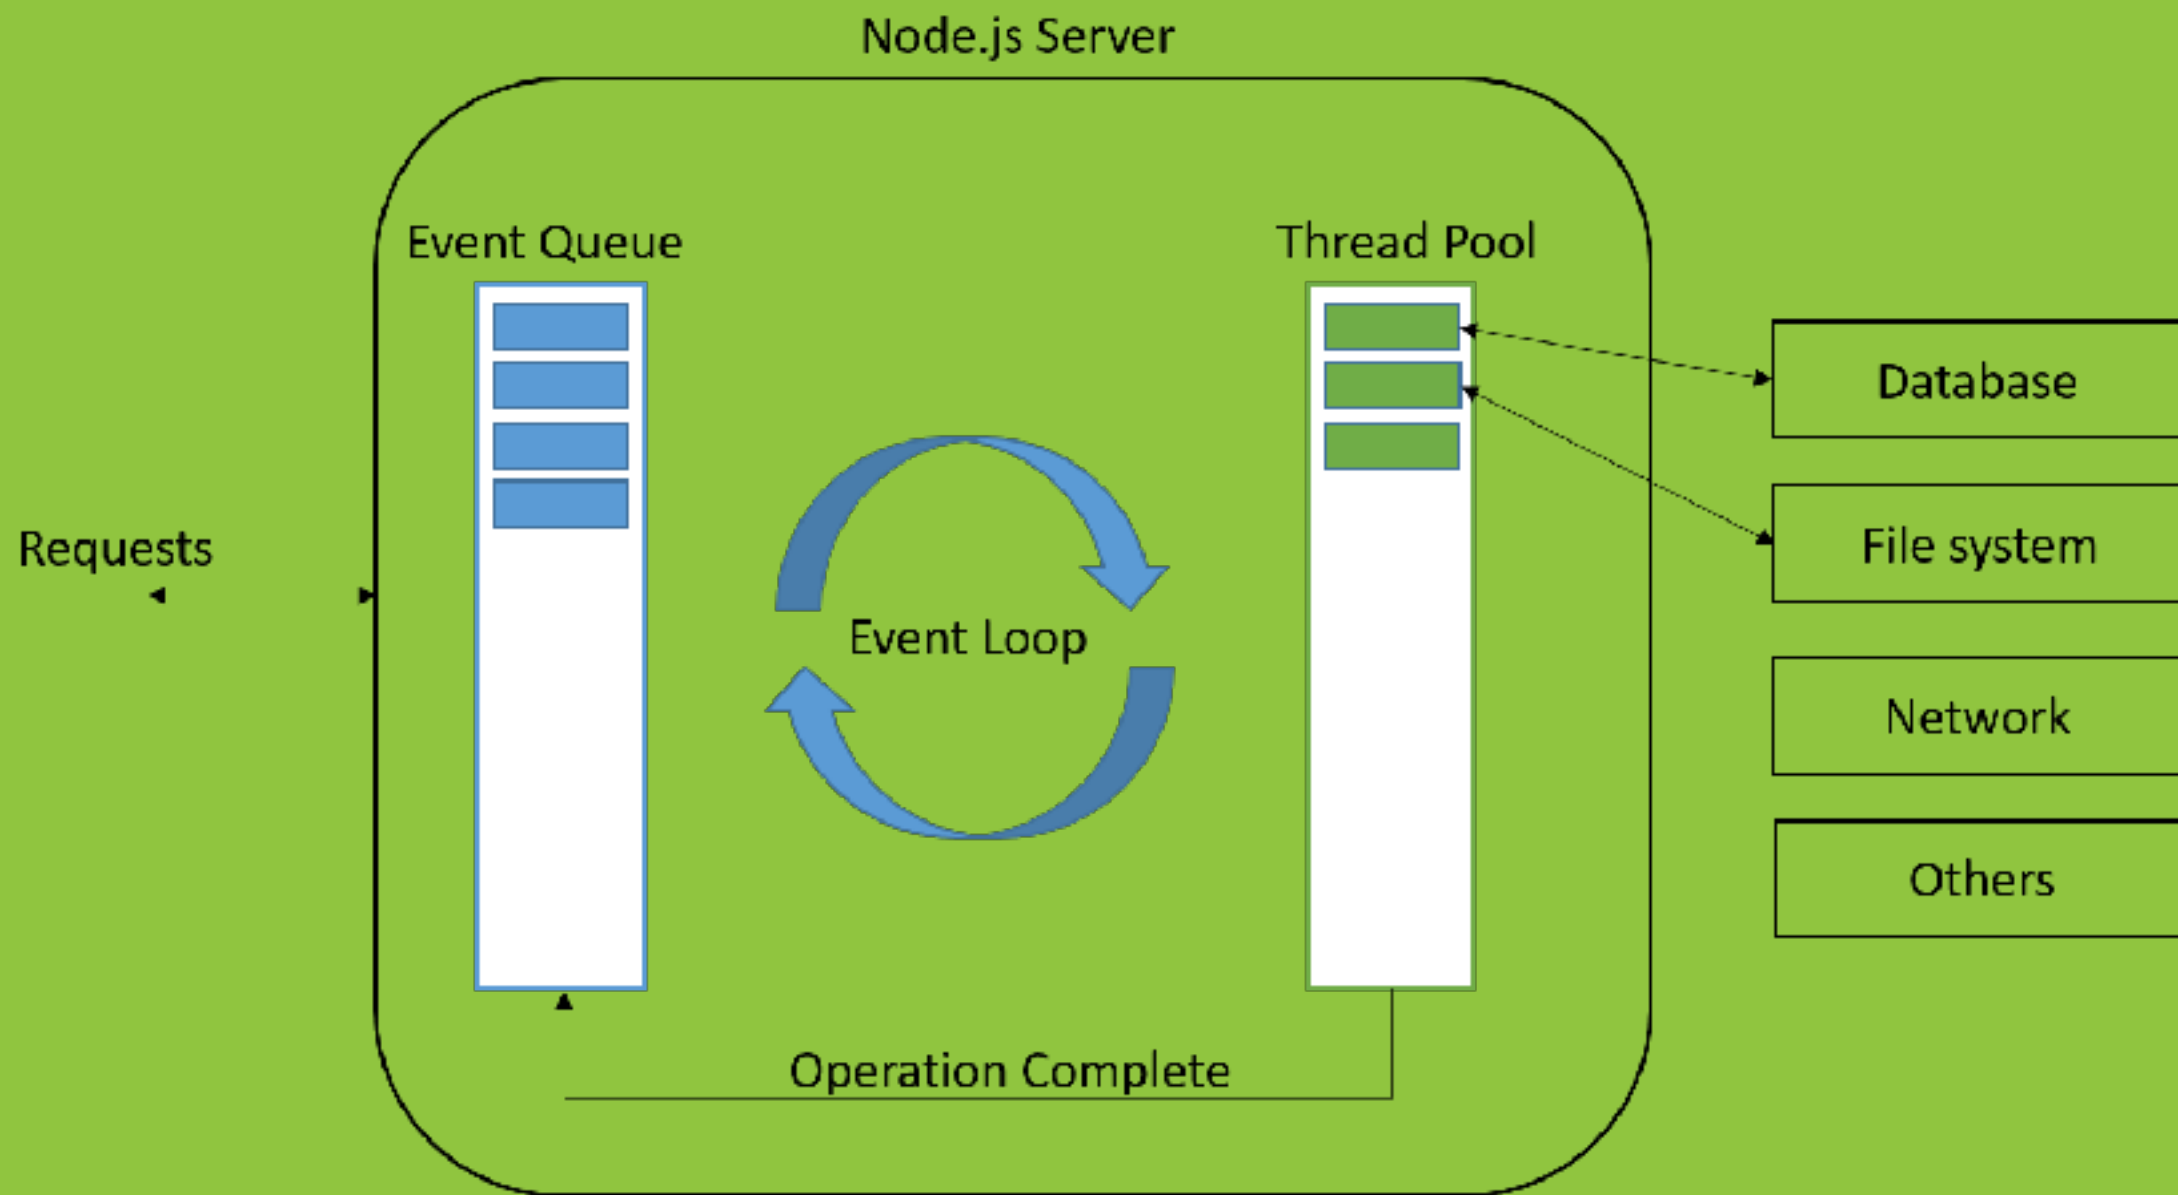 Node.js Server
Event Queue
Thread Pool
Database
Requests
File system
Event Loop
Network
Others
Operation Complete